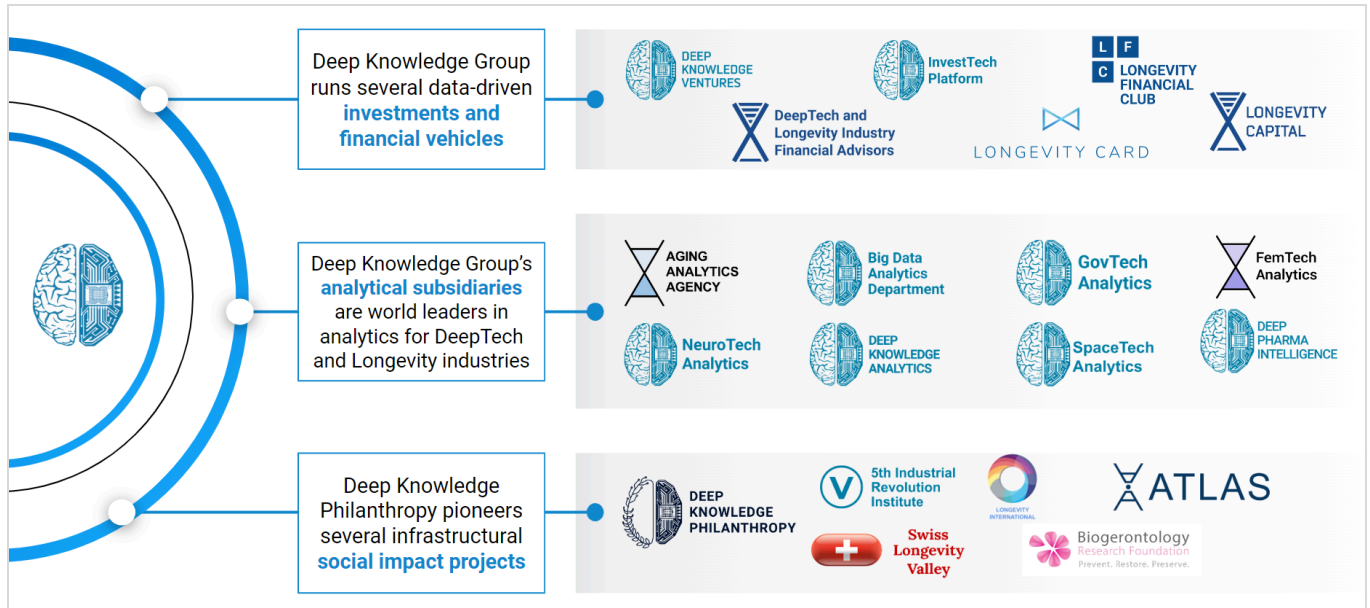 Deep Knowledge Group
runs several data-driven
investments and
financial vehicles
DEEP
KNOWLEDGE
VENTURES
InvestTech
Platform
L F
C LONGEVITY
FINANCIAL
CLUB
DeepTech and
Longevity Industry
Financial Advisors
LONGEVITY CARD
LONGEVITY
CAPITAL
Deep Knowledge Group's
analytical subsidiaries
are world leaders in
analytics for DeepTech
and Longevity industries
AGING
ANALYTICS
AGENCY
Big Data
Analytics
Department
GovTech
Analytics
FemTech
Analytics
NeuroTech
Analytics
DEEP
KNOWLEDGE
ANALYTICS
SpaceTech
Analytics
DEEP
PHARMA
INTELLIGENCE
Deep Knowledge
Philanthropy pioneers
several infrastructural
social impact projects
DEEP
KNOWLEDGE
PHILANTHROPY
V
5th Industrial
Revolution
Institute
LONGEVITY
INTERNATIONAL
ATLAS
Swiss
Longevity
Valley
Biogerontology
Research Foundation
Prevent. Restore. Preserve.